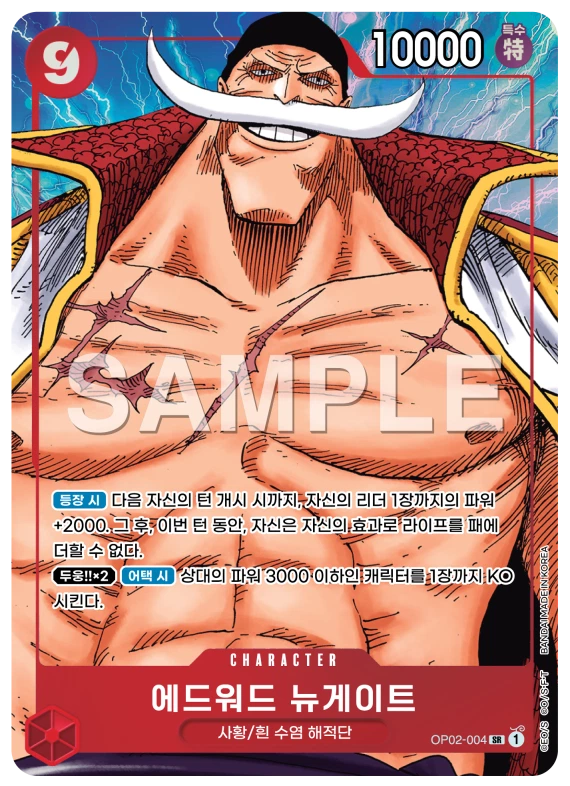 9
10000
특수
特
SAMPLE
등장 시 다음 자신의 턴 개시 시까지, 자신의 리더 1장까지의 파워
+2000. 그 후, 이번 턴 동안, 자신은 자신의 효과로 라이프를 패에
더할 수 없다.
두웅!!×2 어택 시 상대의 파워 3000 이하인 캐릭터를 1장까지 KO
시킨다.
CHARACTER
에드워드 뉴게이트
사황/흰 수염 해적단
OP02-004 SR 1
©E.O./S. ©O./S.·F·T BANDAI MADE IN KOREA